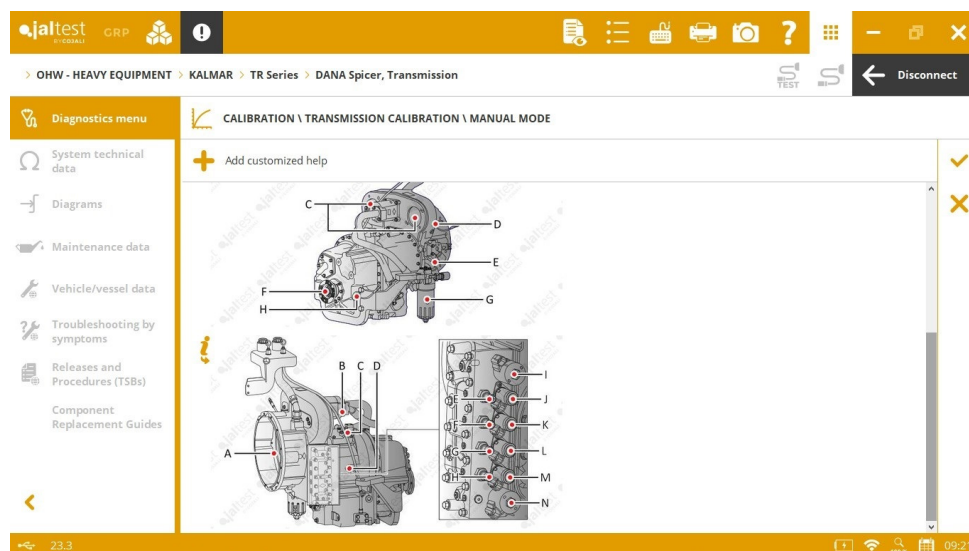 jaltest GRP
BY COJALI
> OHW - HEAVY EQUIPMENT > KALMAR > TR Series > DANA Spicer, Transmission
TEST
Disconnect
Diagnostics menu
CALIBRATION \ TRANSMISSION CALIBRATION \ MANUAL MODE
System technical
data
Add customized help
Diagrams
Maintenance data
Vehicle/vessel data
Troubleshooting by
symptoms
Releases and
Procedures (TSBs)
Component
Replacement Guides
C
D
E
F
G
H
B C D
A
I
E J
F K
G L
H M
N
23.3
09:2